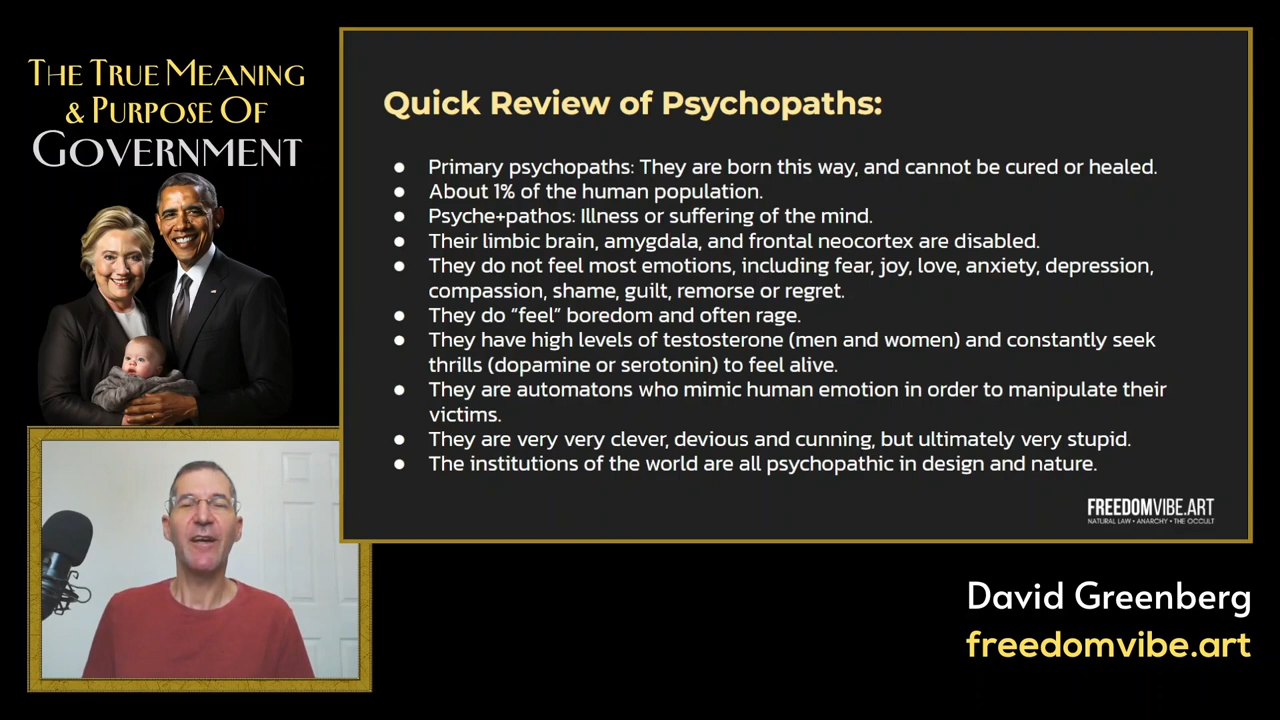 THE TRUE MEANING
& PURPOSE OF
GOVERNMENT
Quick Review of Psychopaths:
● Primary psychopaths: They are born this way, and cannot be cured or healed.
● About 1% of the human population.
● Psyche+pathos: Illness or suffering of the mind.
● Their limbic brain, amygdala, and frontal neocortex are disabled.
● They do not feel most emotions, including fear, joy, love, anxiety, depression,
compassion, shame, guilt, remorse or regret.
● They do “feel” boredom and often rage.
● They have high levels of testosterone (men and women) and constantly seek
thrills (dopamine or serotonin) to feel alive.
● They are automatons who mimic human emotion in order to manipulate their
victims.
● They are very very clever, devious and cunning, but ultimately very stupid.
● The institutions of the world are all psychopathic in design and nature.
FREEDOMVIBE.ART
NATURAL LAW • ANARCHY • THE OCCULT
David Greenberg
freedomvibe.art